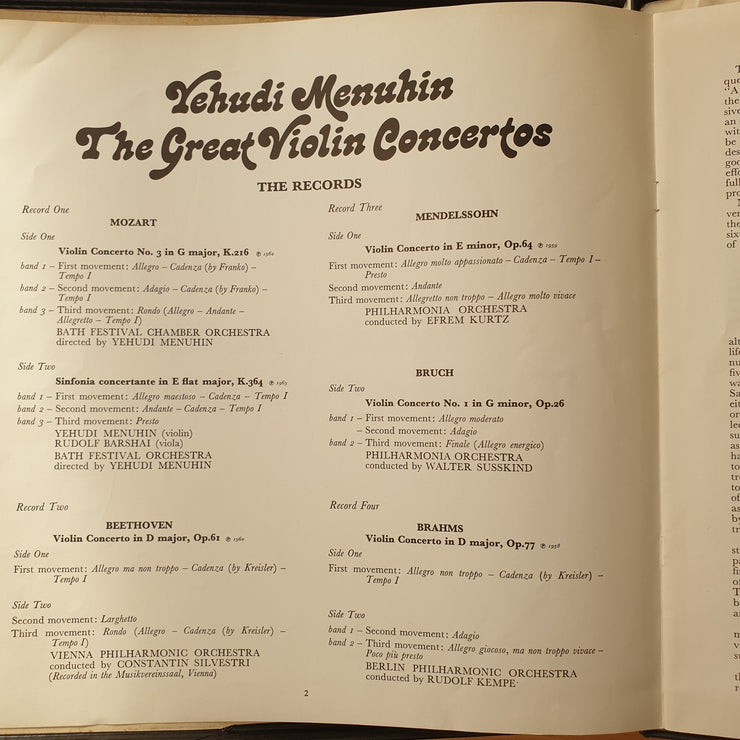 Yehudi Menuhin
The Great Violin Concertos
THE RECORDS
Record One
MOZART
Side One
Violin Concerto No. 3 in G major, K.216 ℗ 1962
band 1 – First movement: Allegro – Cadenza (by Franko) –
Tempo I
band 2 – Second movement: Adagio – Cadenza (by Franko) –
Tempo I
band 3 – Third movement: Rondo (Allegro – Andante –
Allegretto – Tempo I)
BATH FESTIVAL CHAMBER ORCHESTRA
directed by YEHUDI MENUHIN
Side Two
Sinfonia concertante in E flat major, K.364 ℗ 1963
band 1 – First movement: Allegro maestoso – Cadenza – Tempo I
band 2 – Second movement: Andante – Cadenza – Tempo I
band 3 – Third movement: Presto
YEHUDI MENUHIN (violin)
RUDOLF BARSHAI (viola)
BATH FESTIVAL ORCHESTRA
directed by YEHUDI MENUHIN
Record Two
BEETHOVEN
Violin Concerto in D major, Op.61 ℗ 1960
Side One
First movement: Allegro ma non troppo – Cadenza (by Kreisler) –
Tempo I
Side Two
Second movement: Larghetto
Third movement: Rondo (Allegro – Cadenza (by Kreisler) –
Tempo I)
VIENNA PHILHARMONIC ORCHESTRA
conducted by CONSTANTIN SILVESTRI
(Recorded in the Musikvereinssaal, Vienna)
Record Three
MENDELSSOHN
Side One
Violin Concerto in E minor, Op.64 ℗ 1959
First movement: Allegro molto appassionato – Cadenza – Tempo I –
Presto
Second movement: Andante
Third movement: Allegretto non troppo – Allegro molto vivace
PHILHARMONIA ORCHESTRA
conducted by EFREM KURTZ
BRUCH
Side Two
Violin Concerto No. 1 in G minor, Op.26
band 1 – First movement: Allegro moderato
– Second movement: Adagio
band 2 – Third movement: Finale (Allegro energico)
PHILHARMONIA ORCHESTRA
conducted by WALTER SUSSKIND
Record Four
BRAHMS
Violin Concerto in D major, Op.77 ℗ 1958
Side One
First movement: Allegro non troppo – Cadenza (by Kreisler) –
Tempo I
Side Two
band 1 – Second movement: Adagio
band 2 – Third movement: Allegro giocoso, ma non troppo vivace –
Poco più presto
BERLIN PHILHARMONIC ORCHESTRA
conducted by RUDOLF KEMPE
2